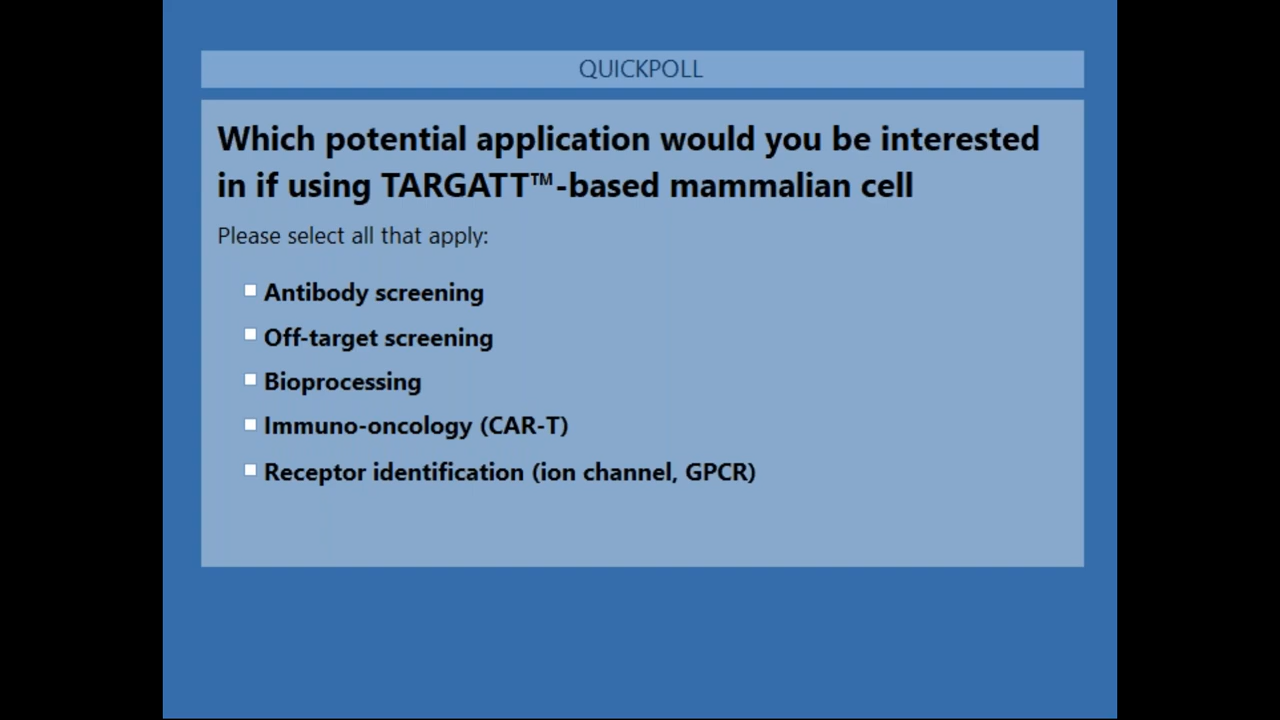 QUICKPOLL
Which potential application would you be interested
in if using TARGATT™-based mammalian cell
Please select all that apply:
Antibody screening
Off-target screening
Bioprocessing
Immuno-oncology (CAR-T)
Receptor identification (ion channel, GPCR)